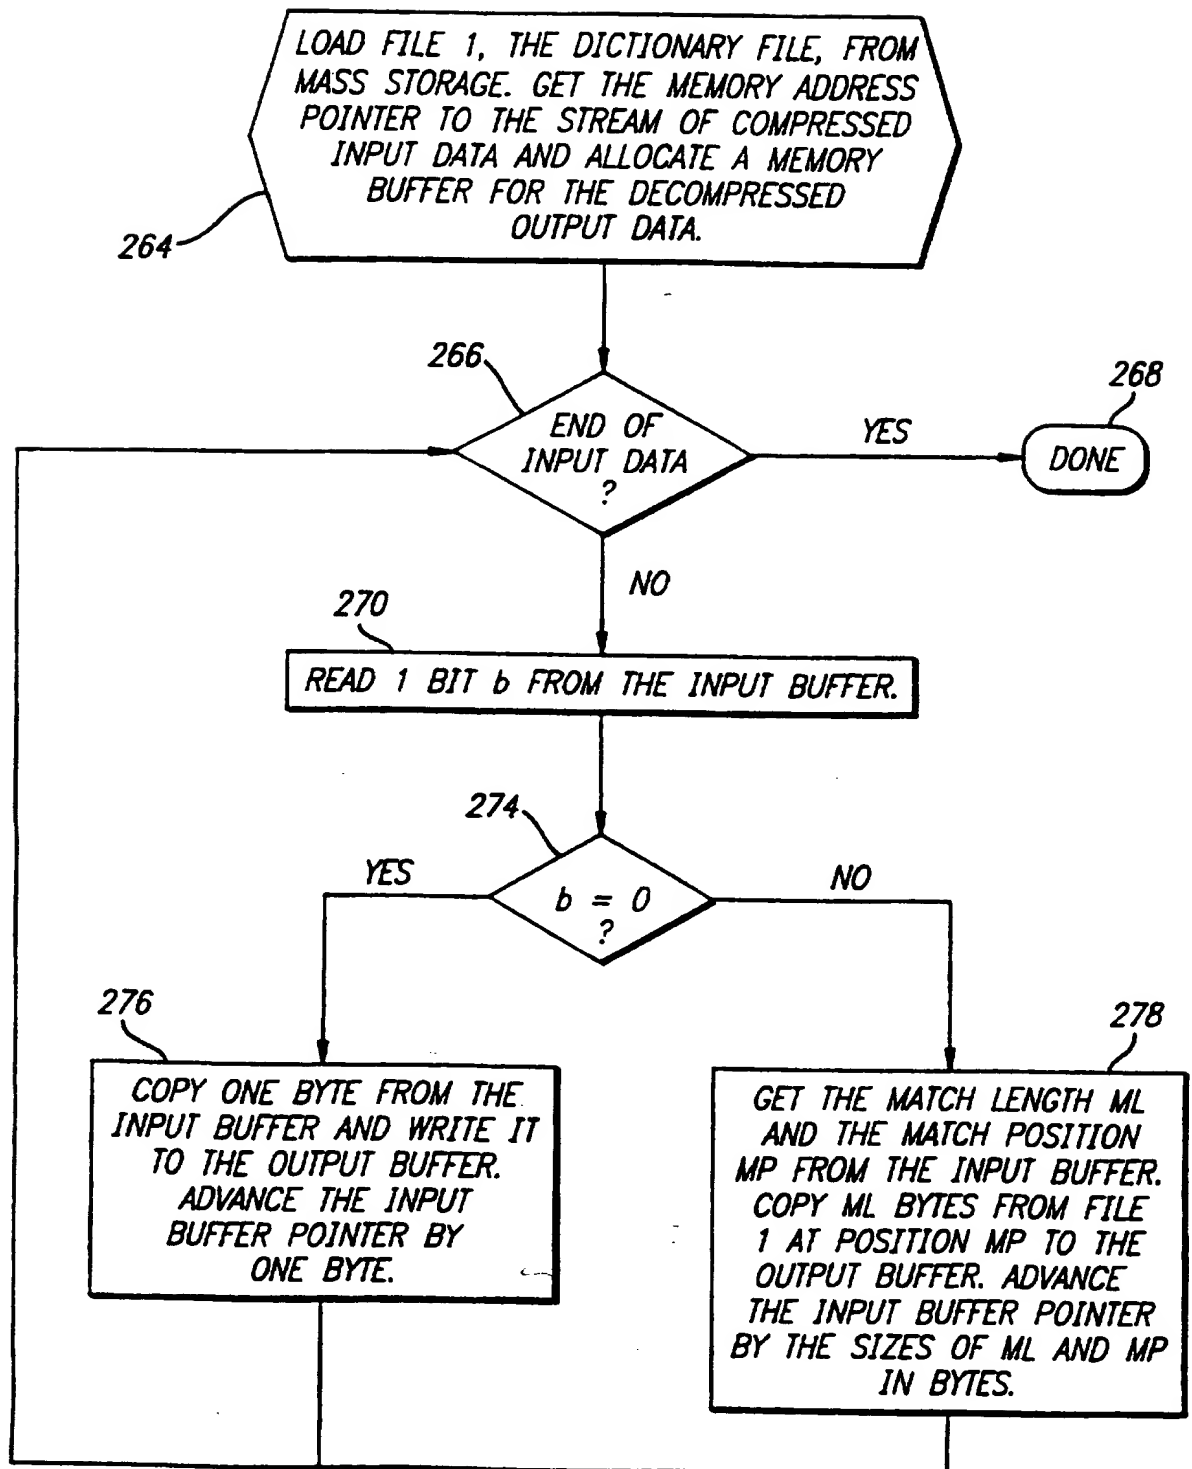 LOAD FILE 1, THE DICTIONARY FILE, FROM
MASS STORAGE. GET THE MEMORY ADDRESS
POINTER TO THE STREAM OF COMPRESSED
INPUT DATA AND ALLOCATE A MEMORY
BUFFER FOR THE DECOMPRESSED
OUTPUT DATA.
264
266
END OF
INPUT DATA
?
YES
268
DONE
NO
270
READ 1 BIT b FROM THE INPUT BUFFER.
274
b = 0
?
YES
NO
276
COPY ONE BYTE FROM THE
INPUT BUFFER AND WRITE IT
TO THE OUTPUT BUFFER.
ADVANCE THE INPUT
BUFFER POINTER BY
ONE BYTE.
278
GET THE MATCH LENGTH ML
AND THE MATCH POSITION
MP FROM THE INPUT BUFFER.
COPY ML BYTES FROM FILE
1 AT POSITION MP TO THE
OUTPUT BUFFER. ADVANCE
THE INPUT BUFFER POINTER
BY THE SIZES OF ML AND MP
IN BYTES.